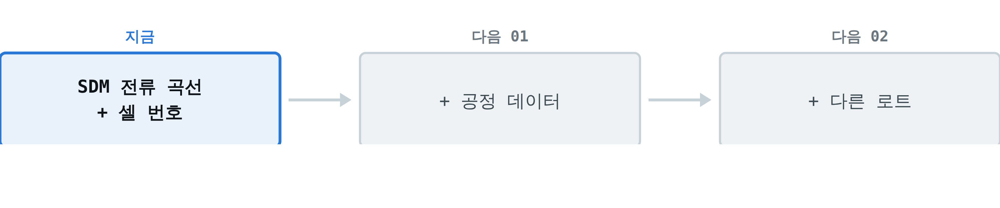 지금
다음 01
다음 02
SDM 전류 곡선
+ 셀 번호
+ 공정 데이터
+ 다른 로트